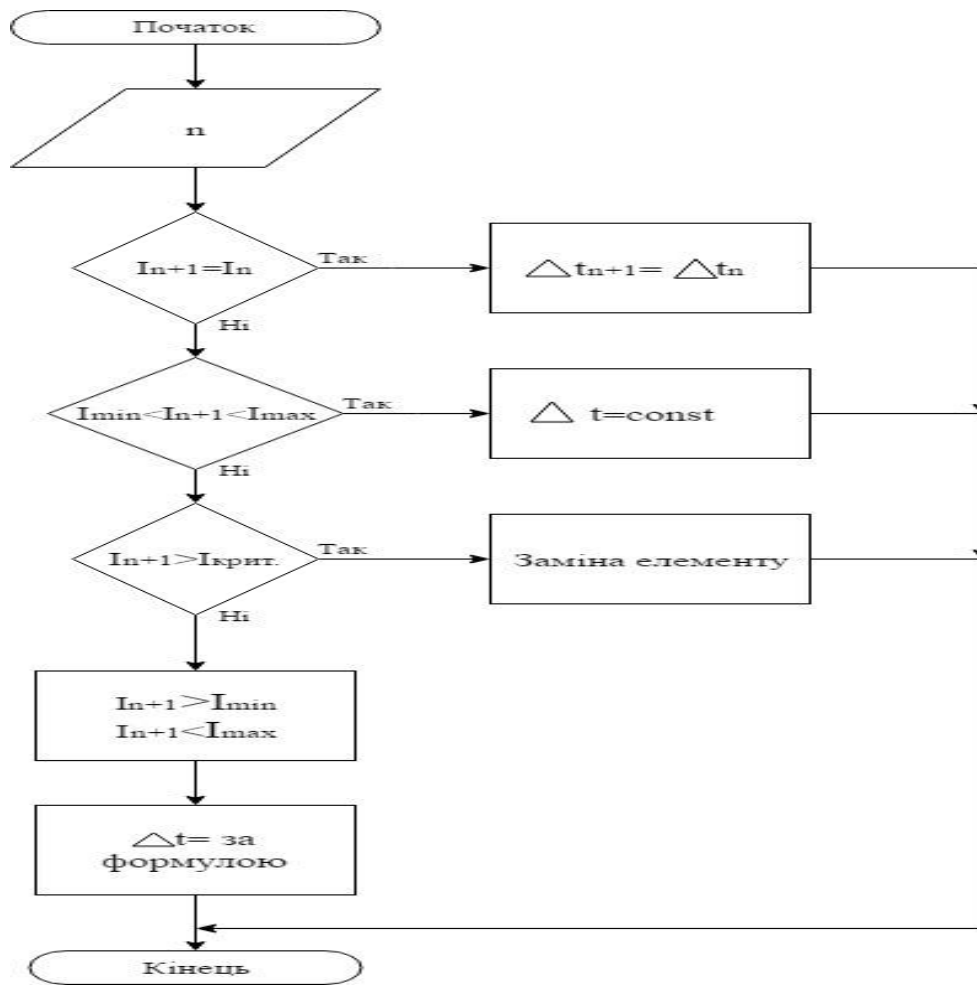 Початок
n
In+1=In
Так
△ tn+1= △ tn
Ні
Imin<In+1<Imax
Так
△ t=const
Ні
In+1>Iкрит.
Так
Заміна елементу
Ні
In+1>Imin
In+1<Imax
△t= за
формулою
Кінець